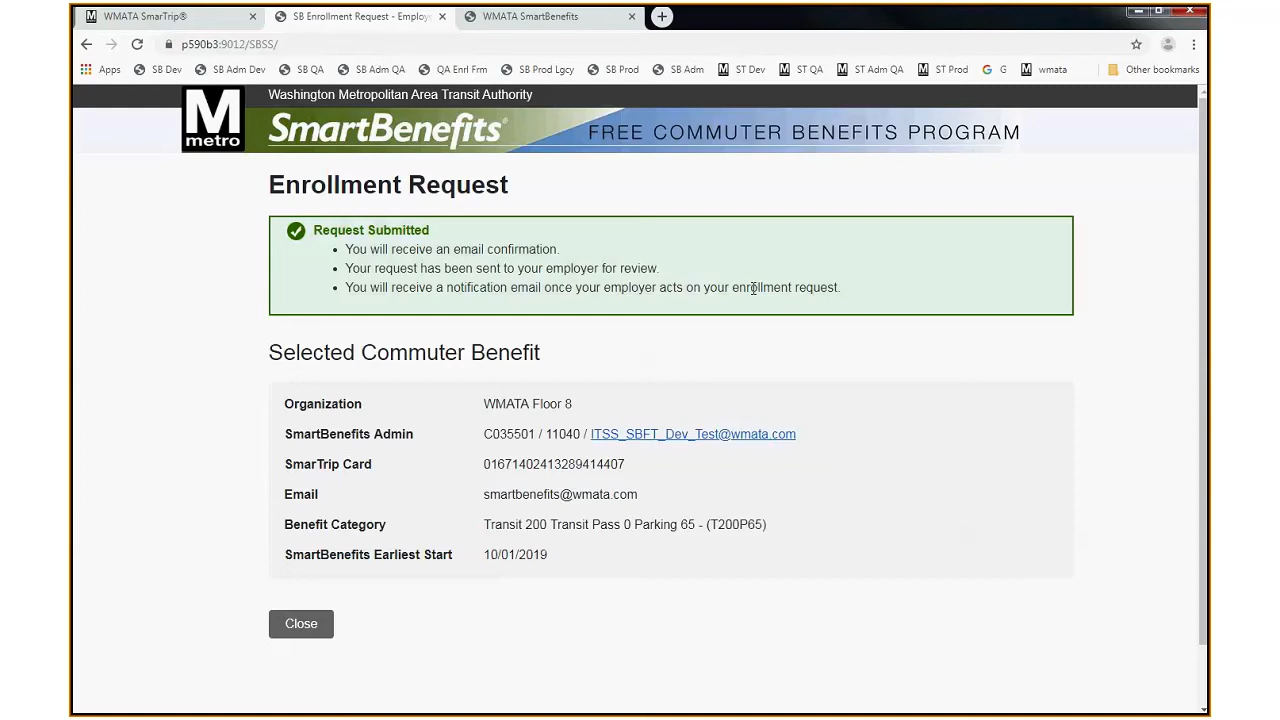 WMATA SmarTrip®
SB Enrollment Request - Employe
WMATA SmartBenefits
p590b3:9012/SBSS/
Apps SB Dev SB Adm Dev SB QA SB Adm QA QA Enrl Frm SB Prod Lgcy SB Prod SB Adm ST Dev ST QA ST Adm QA ST Prod G wmata Other bookmarks
Washington Metropolitan Area Transit Authority
M
metro
SmartBenefits®
FREE COMMUTER BENEFITS PROGRAM
Enrollment Request
Request Submitted
• You will receive an email confirmation.
• Your request has been sent to your employer for review.
• You will receive a notification email once your employer acts on your enrollment request.
Selected Commuter Benefit
Organization WMATA Floor 8
SmartBenefits Admin C035501 / 11040 / ITSS_SBFT_Dev_Test@wmata.com
SmarTrip Card 01671402413289414407
Email smartbenefits@wmata.com
Benefit Category Transit 200 Transit Pass 0 Parking 65 - (T200P65)
SmartBenefits Earliest Start 10/01/2019
Close